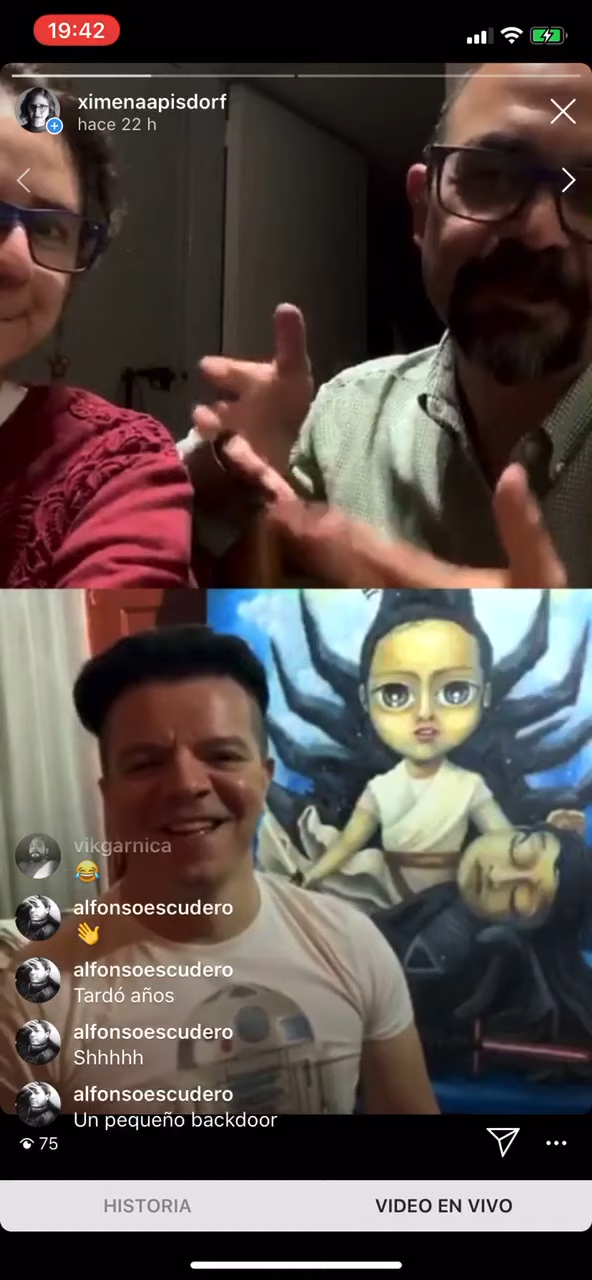 19:42
ximenaapisdorf
hace 22 h
vikgarnica
😂
alfonsoescudero
👋
alfonsoescudero
Tardó años
alfonsoescudero
Shhhhh
alfonsoescudero
Un pequeño backdoor
75
HISTORIA
VIDEO EN VIVO